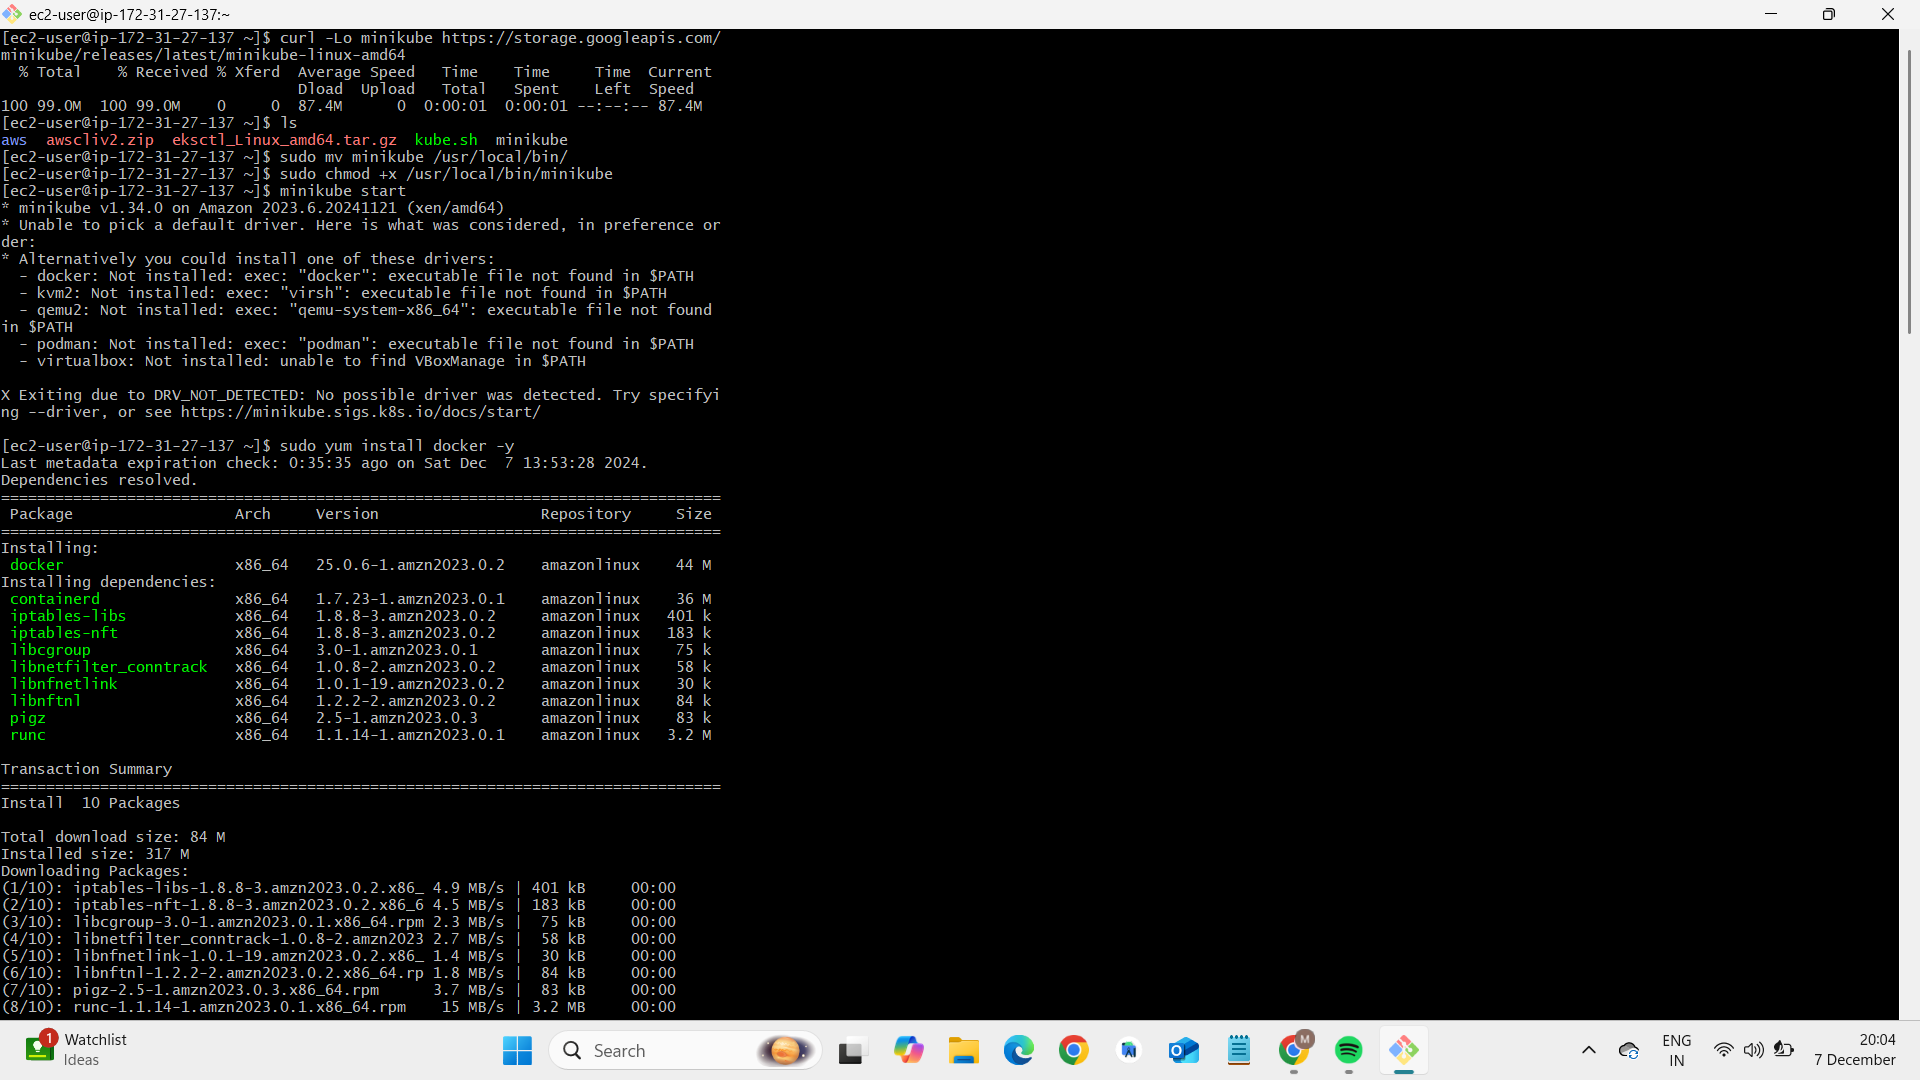 ec2-user@ip-172-31-27-137:~
[ec2-user@ip-172-31-27-137 ~]$ curl -Lo minikube https://storage.googleapis.com/
minikube/releases/latest/minikube-linux-amd64
  % Total    % Received % Xferd  Average Speed   Time    Time     Time  Current
                                 Dload  Upload   Total   Spent    Left  Speed
100 99.0M  100 99.0M    0     0  87.4M      0  0:00:01  0:00:01 --:--:-- 87.4M
[ec2-user@ip-172-31-27-137 ~]$ ls
aws  awscliv2.zip  eksctl_Linux_amd64.tar.gz  kube.sh  minikube
[ec2-user@ip-172-31-27-137 ~]$ sudo mv minikube /usr/local/bin/
[ec2-user@ip-172-31-27-137 ~]$ sudo chmod +x /usr/local/bin/minikube
[ec2-user@ip-172-31-27-137 ~]$ minikube start
* minikube v1.34.0 on Amazon 2023.6.20241121 (xen/amd64)
* Unable to pick a default driver. Here is what was considered, in preference or
der:
* Alternatively you could install one of these drivers:
  - docker: Not installed: exec: "docker": executable file not found in $PATH
  - kvm2: Not installed: exec: "virsh": executable file not found in $PATH
  - qemu2: Not installed: exec: "qemu-system-x86_64": executable file not found
in $PATH
  - podman: Not installed: exec: "podman": executable file not found in $PATH
  - virtualbox: Not installed: unable to find VBoxManage in $PATH
X Exiting due to DRV_NOT_DETECTED: No possible driver was detected. Try specifyi
ng --driver, or see https://minikube.sigs.k8s.io/docs/start/
[ec2-user@ip-172-31-27-137 ~]$ sudo yum install docker -y
Last metadata expiration check: 0:35:35 ago on Sat Dec  7 13:53:28 2024.
Dependencies resolved.
================================================================================
 Package                  Arch     Version                  Repository     Size
================================================================================
Installing:
 docker                   x86_64   25.0.6-1.amzn2023.0.2    amazonlinux    44 M
Installing dependencies:
 containerd               x86_64   1.7.23-1.amzn2023.0.1    amazonlinux    36 M
 iptables-libs            x86_64   1.8.8-3.amzn2023.0.2     amazonlinux   401 k
 iptables-nft             x86_64   1.8.8-3.amzn2023.0.2     amazonlinux   183 k
 libcgroup                x86_64   3.0-1.amzn2023.0.1       amazonlinux    75 k
 libnetfilter_conntrack   x86_64   1.0.8-2.amzn2023.0.2     amazonlinux    58 k
 libnfnetlink             x86_64   1.0.1-19.amzn2023.0.2    amazonlinux    30 k
 libnftnl                 x86_64   1.2.2-2.amzn2023.0.2     amazonlinux    84 k
 pigz                     x86_64   2.5-1.amzn2023.0.3       amazonlinux    83 k
 runc                     x86_64   1.1.14-1.amzn2023.0.1    amazonlinux   3.2 M
Transaction Summary
================================================================================
Install  10 Packages
Total download size: 84 M
Installed size: 317 M
Downloading Packages:
(1/10): iptables-libs-1.8.8-3.amzn2023.0.2.x86_ 4.9 MB/s | 401 kB     00:00
(2/10): iptables-nft-1.8.8-3.amzn2023.0.2.x86_6 4.5 MB/s | 183 kB     00:00
(3/10): libcgroup-3.0-1.amzn2023.0.1.x86_64.rpm 2.3 MB/s |  75 kB     00:00
(4/10): libnetfilter_conntrack-1.0.8-2.amzn2023 2.7 MB/s |  58 kB     00:00
(5/10): libnfnetlink-1.0.1-19.amzn2023.0.2.x86_ 1.4 MB/s |  30 kB     00:00
(6/10): libnftnl-1.2.2-2.amzn2023.0.2.x86_64.rp 1.8 MB/s |  84 kB     00:00
(7/10): pigz-2.5-1.amzn2023.0.3.x86_64.rpm      3.7 MB/s |  83 kB     00:00
(8/10): runc-1.1.14-1.amzn2023.0.1.x86_64.rpm    15 MB/s | 3.2 MB     00:00
1
Watchlist
Ideas
Search
M
ENG
IN
20:04
7 December